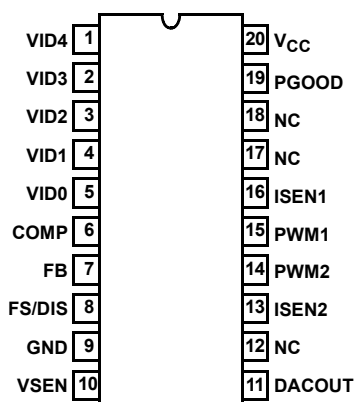 VID4 1 20 VCC
VID3 2 19 PGOOD
VID2 3 18 NC
VID1 4 17 NC
VID0 5 16 ISEN1
COMP 6 15 PWM1
FB 7 14 PWM2
FS/DIS 8 13 ISEN2
GND 9 12 NC
VSEN 10 11 DACOUT